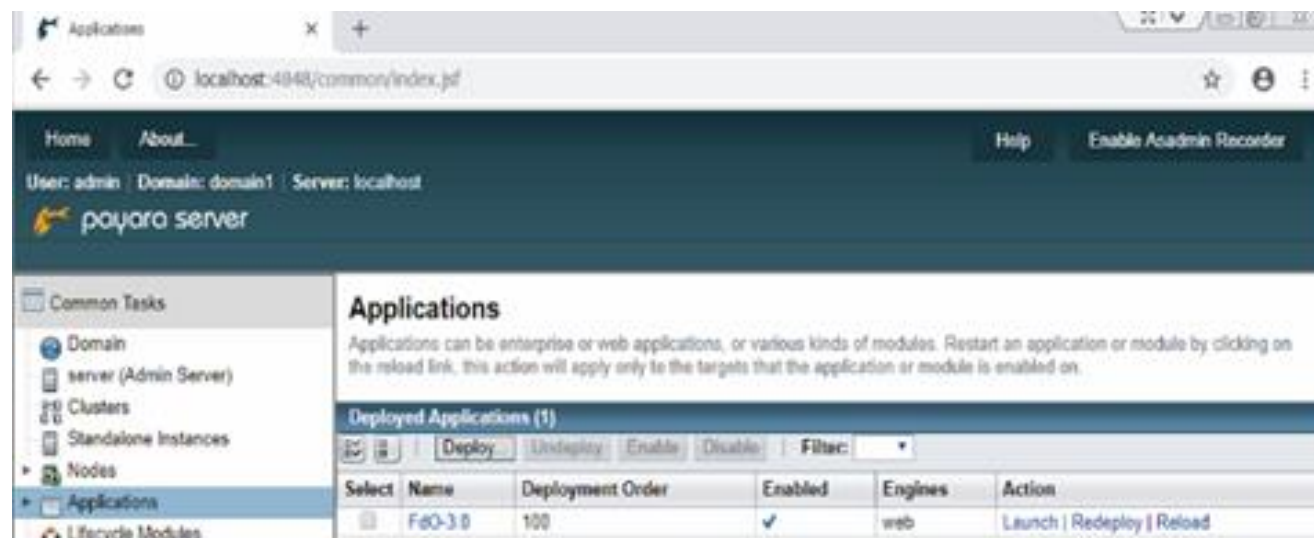 Applications
localhost:4848/common/index.jsf
Home About... Help Enable Asadmin Recorder
User: admin Domain: domain1 Server: localhost
payara server
Common Tasks
Domain
server (Admin Server)
Clusters
Standalone Instances
Nodes
Applications
Lifecycle Modules
Applications
Applications can be enterprise or web applications, or various kinds of modules. Restart an application or module by clicking on
the reload link, this action will apply only to the targets that the application or module is enabled on.
Deployed Applications (1)
Deploy... Undeploy Enable Disable Filter:
Select Name Deployment Order Enabled Engines Action
100 web Launch | Redeploy | Reload